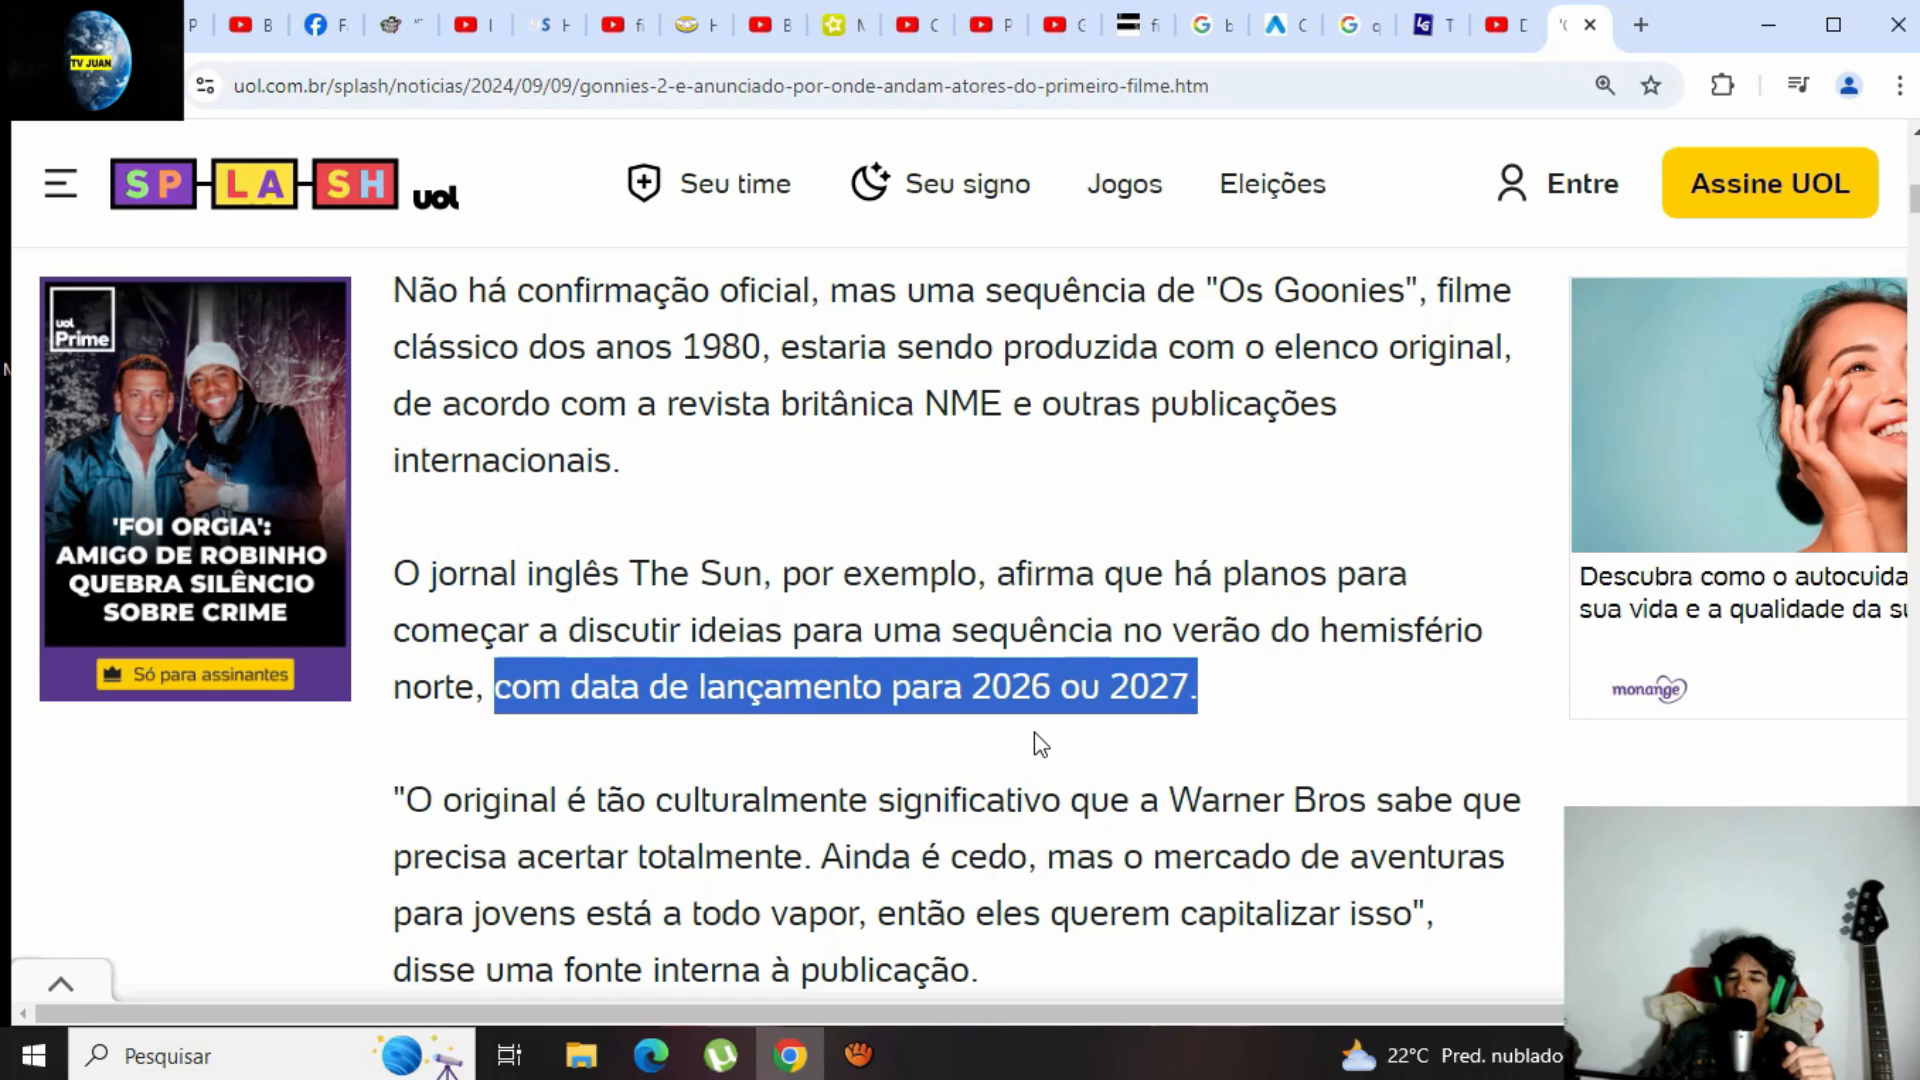 TV JUAN
uol.com.br/splash/noticias/2024/09/09/gonnies-2-e-anunciado-por-onde-andam-atores-do-primeiro-filme.htm
SPLASH uol
Seu time
Seu signo
Jogos
Eleições
Entre
Assine UOL
uol
Prime
'FOI ORGIA':
AMIGO DE ROBINHO
QUEBRA SILÊNCIO
SOBRE CRIME
Só para assinantes
Não há confirmação oficial, mas uma sequência de "Os Goonies", filme
clássico dos anos 1980, estaria sendo produzida com o elenco original,
de acordo com a revista britânica NME e outras publicações
internacionais.
O jornal inglês The Sun, por exemplo, afirma que há planos para
começar a discutir ideias para uma sequência no verão do hemisfério
norte, com data de lançamento para 2026 ou 2027.
"O original é tão culturalmente significativo que a Warner Bros sabe que
precisa acertar totalmente. Ainda é cedo, mas o mercado de aventuras
para jovens está a todo vapor, então eles querem capitalizar isso",
disse uma fonte interna à publicação.
Descubra como o autocuida
sua vida e a qualidade da su
monange
Pesquisar
22°C Pred. nublado